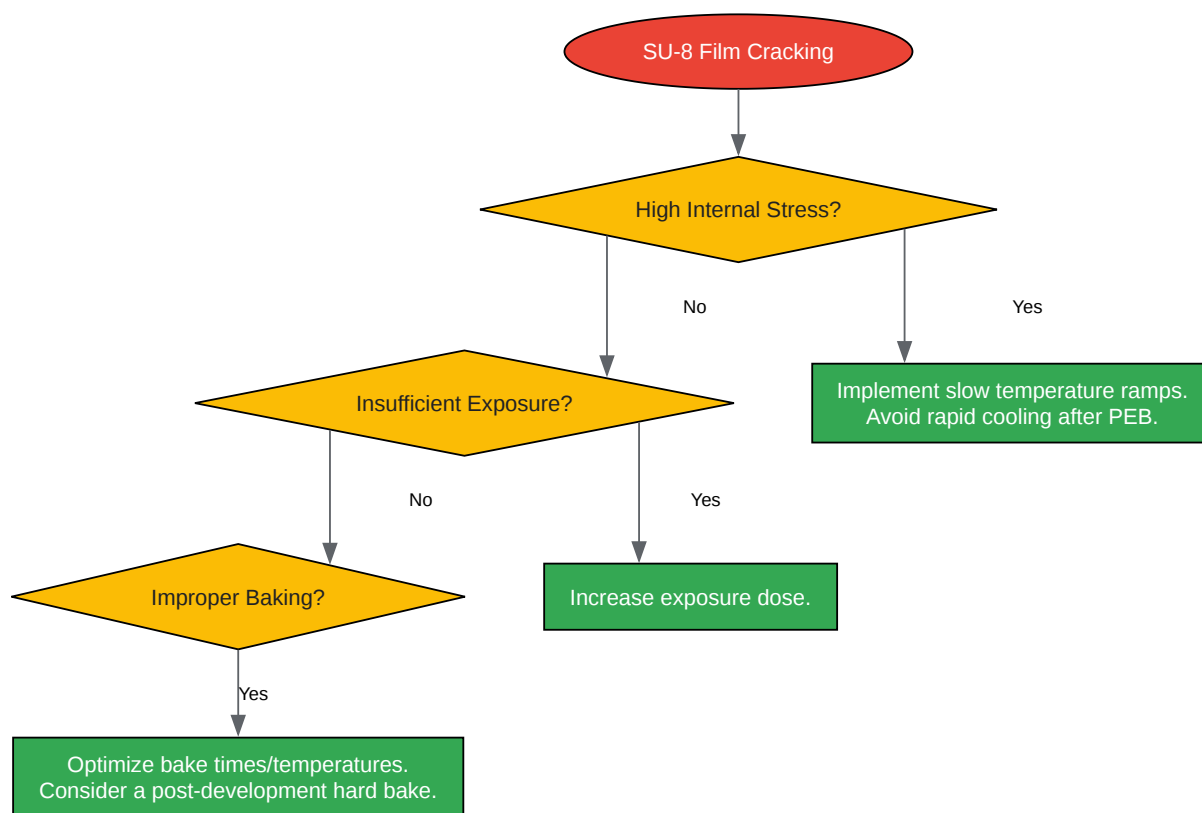 SU-8 Film Cracking
High Internal Stress?
No
Yes
Insufficient Exposure?
Implement slow temperature ramps.
Avoid rapid cooling after PEB.
No
Yes
Improper Baking?
Increase exposure dose.
Yes
Optimize bake times/temperatures.
Consider a post-development hard bake.